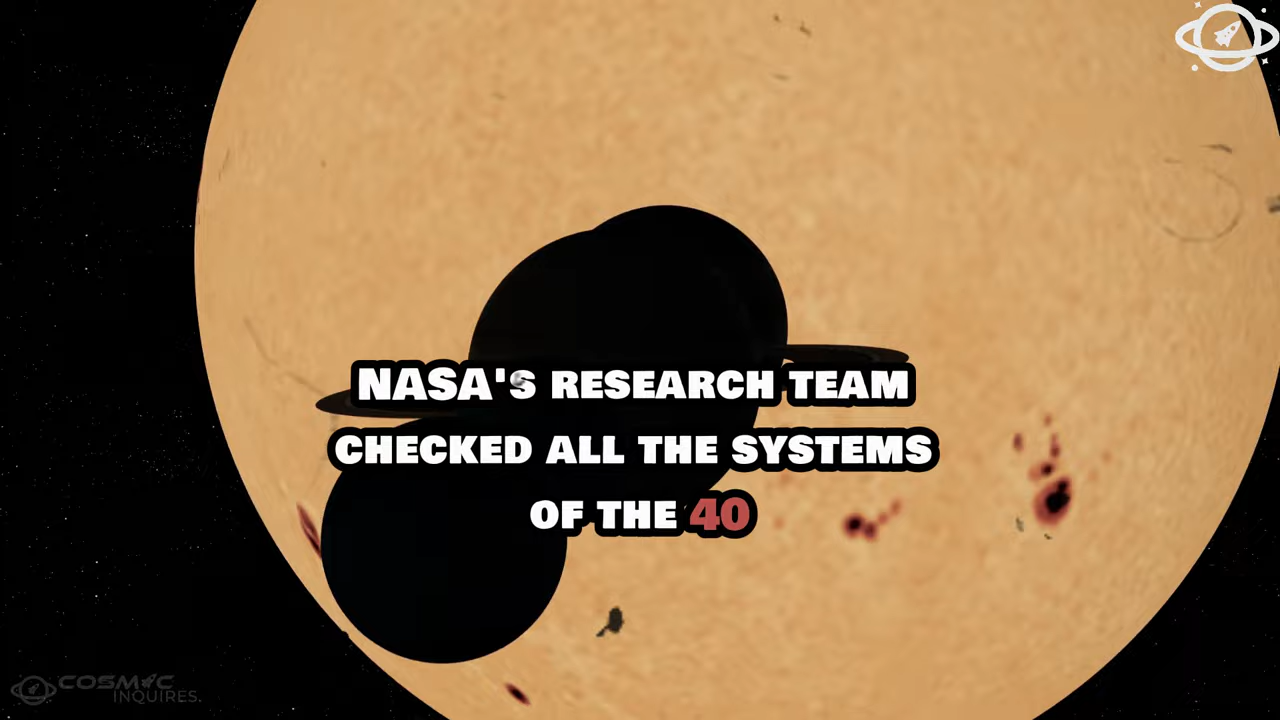 NASA's research team
checked all the systems
of the 40
COSMIC
INQUIRES.